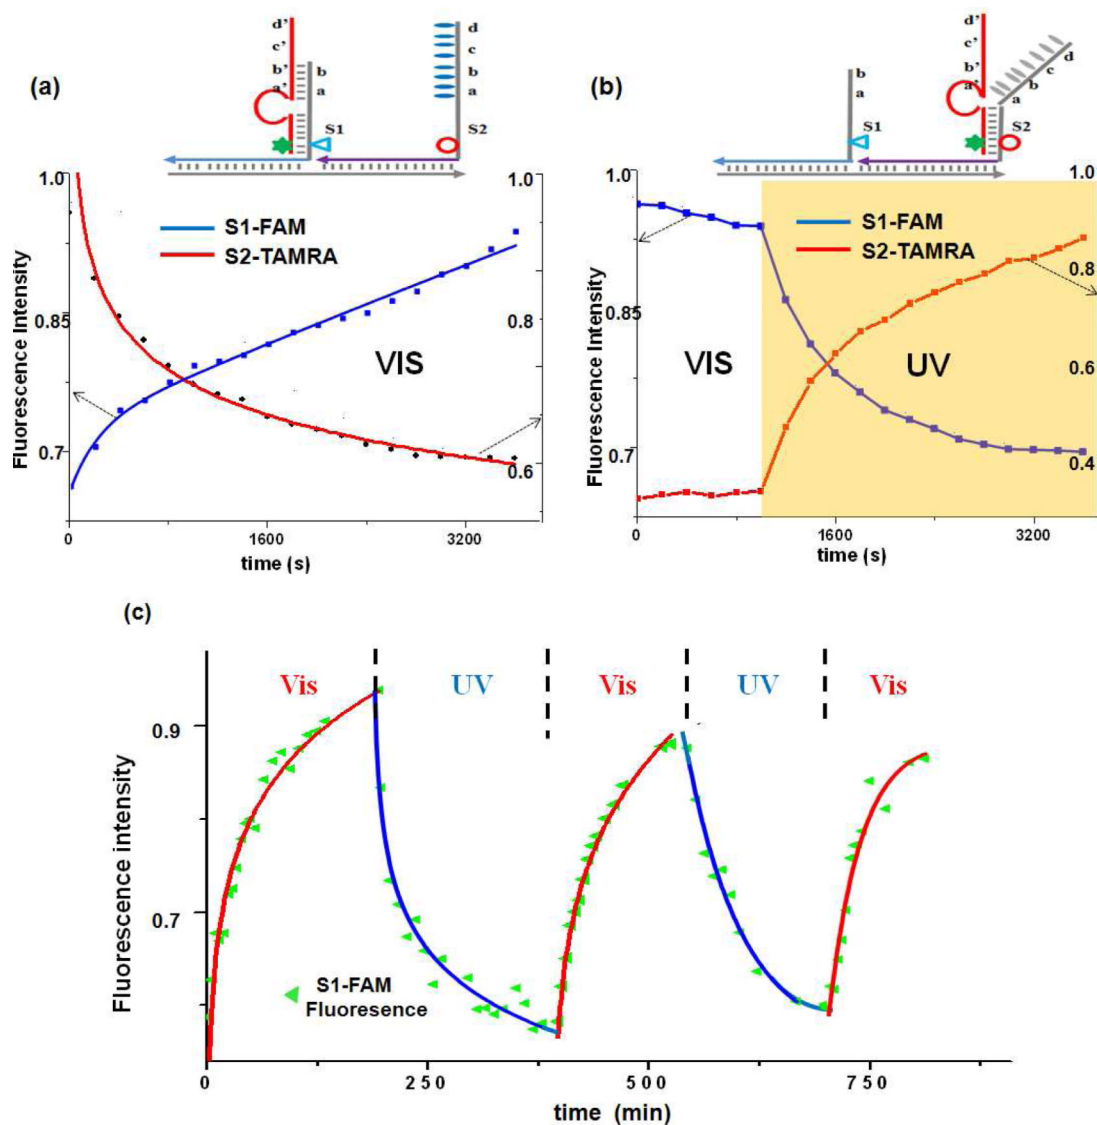 (a)
d'
c'
b'
a'
b
a
S1
d
c
b
a
S2
1.0
0.85
0.7
Fluorescence Intensity
S1-FAM
S2-TAMRA
VIS
1.0
0.8
0.6
0 1600 3200
time (s)
(b)
b
a
S1
d'
c'
b'
a'
d
c
b
a
S2
1.0
0.85
0.7
Fluorescence Intensity
S1-FAM
S2-TAMRA
VIS
UV
1.0
0.8
0.6
0.4
0 1600 3200
time (s)
(c)
Vis UV Vis UV Vis
0.9
0.7
Fluorescence intensity
S1-FAM
Fluoresence
0 250 500 750
time (min)